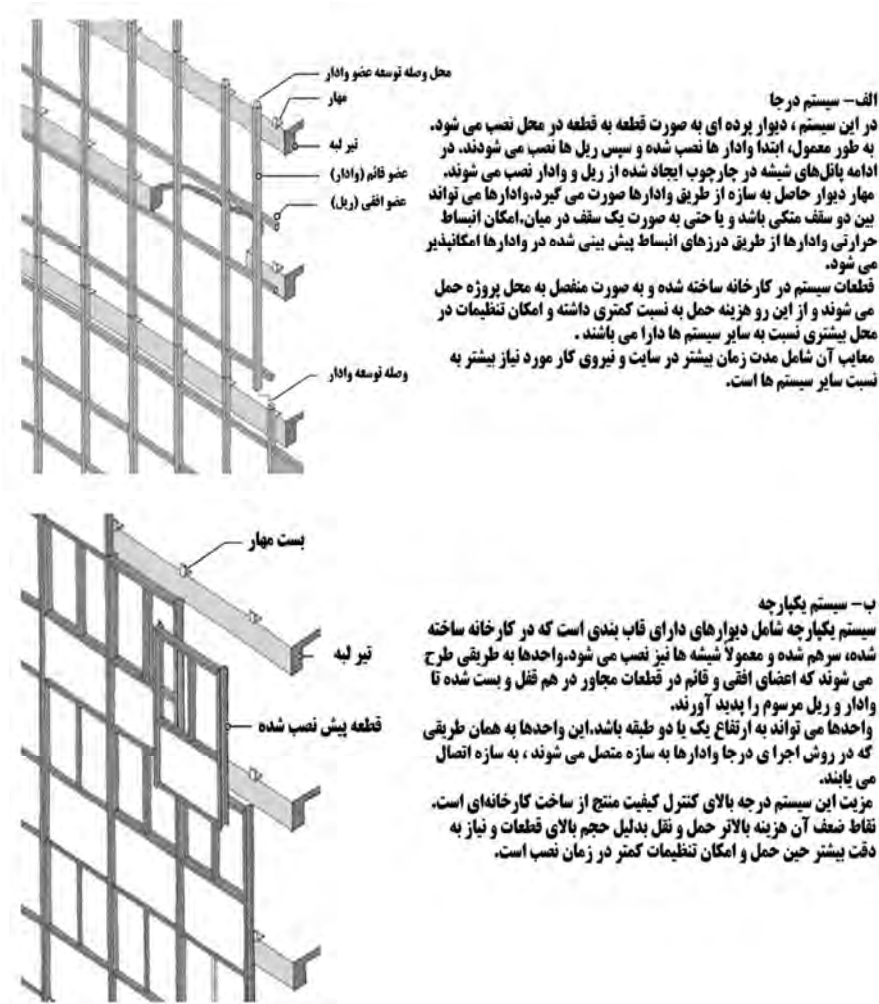 محل وصله توسعه عضو وادار
مهار
تیر لبه
عضو قائم (وادار)
عضو افقی (ریل)
وصله توسعه وادار
الف- سیستم درجا
در این سیستم ، دیوار پرده ای به صورت قطعه به قطعه در محل نصب می شود.
به طور معمول، ابتدا وادار ها نصب شده و سپس ریل ها نصب می شودند. در
ادامه پانل‌های شیشه در چارچوب ایجاد شده از ریل و وادار نصب می شوند.
مهار دیوار حاصل به سازه از طریق وادارها صورت می گیرد.وادارها می تواند
بین دو سقف متکی باشد و یا حتی به صورت یک سقف در میان.امکان انبساط
حرارتی وادارها از طریق درزهای انبساط پیش بینی شده در وادارها امکانپذیر
می شود.
قطعات سیستم در کارخانه ساخته شده و به صورت منفصل به محل پروژه حمل
می شوند و از این رو هزینه حمل به نسبت کمتری داشته و امکان تنظیمات در
محل بیشتری نسبت به سایر سیستم ها دارا می باشند .
معایب آن شامل مدت زمان بیشتر در سایت و نیروی کار مورد نیاز بیشتر به
نسبت سایر سیستم ها است.
بست مهار
تیر لبه
قطعه پیش نصب شده
ب- سیستم یکپارچه
سیستم یکپارچه شامل دیوارهای دارای قاب بندی است که در کارخانه ساخته
شده، سرهم شده و معمولاً شیشه ها نیز نصب می شود.واحدها به طریقی طرح
می شوند که اعضای افقی و قائم در قطعات مجاور در هم قفل و بست شده تا
وادار و ریل مرسوم را پدید آورند.
واحدها می تواند به ارتفاع یک یا دو طبقه باشد.این واحدها به همان طریقی
که در روش اجرا ی درجا وادارها به سازه متصل می شوند ، به سازه اتصال
می یابند.
مزیت این سیستم درجه بالای کنترل کیفیت منتج از ساخت کارخانه‌ای است.
نقاط ضعف آن هزینه بالاتر حمل و نقل بدلیل حجم بالای قطعات و نیاز به
دقت بیشتر حین حمل و امکان تنظیمات کمتر در زمان نصب است.